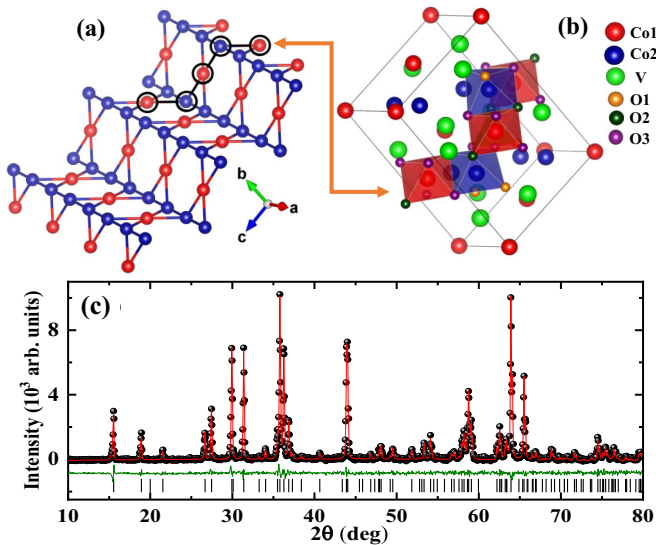 (a)
(b)
Co1
Co2
V
O1
O2
O3
b
a
c
(c)
Intensity (10³ arb. units)
8
4
0
10 20 30 40 50 60 70 80
2θ (deg)